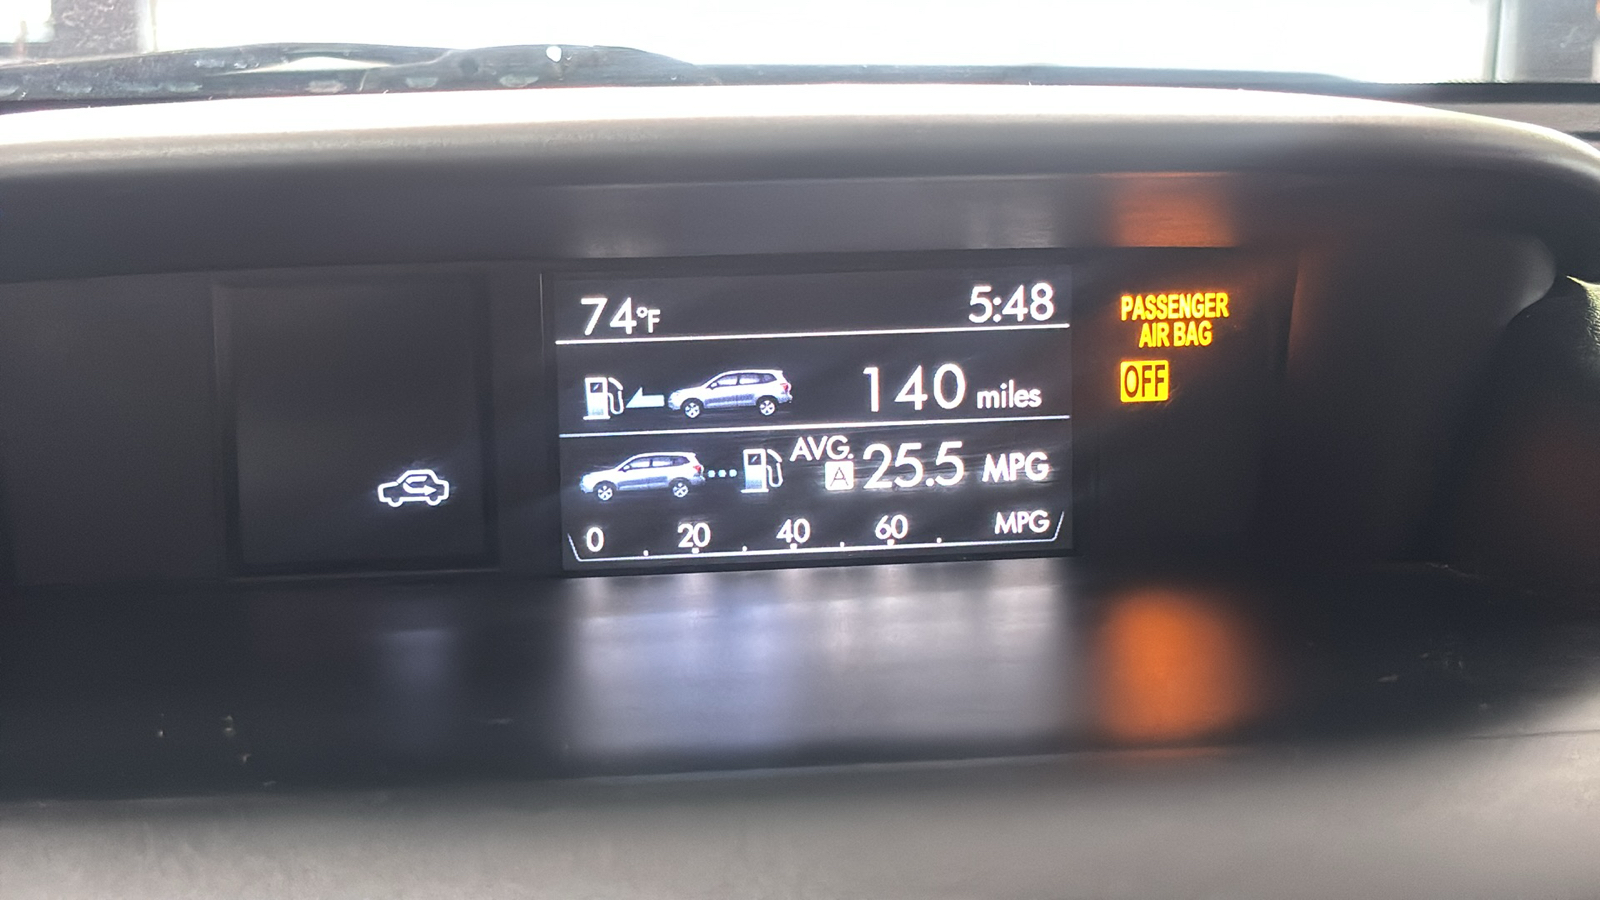 74°F 5:48
140 miles
AVG.
A 25.5 MPG
0 20 40 60 MPG
PASSENGER
AIR BAG
OFF